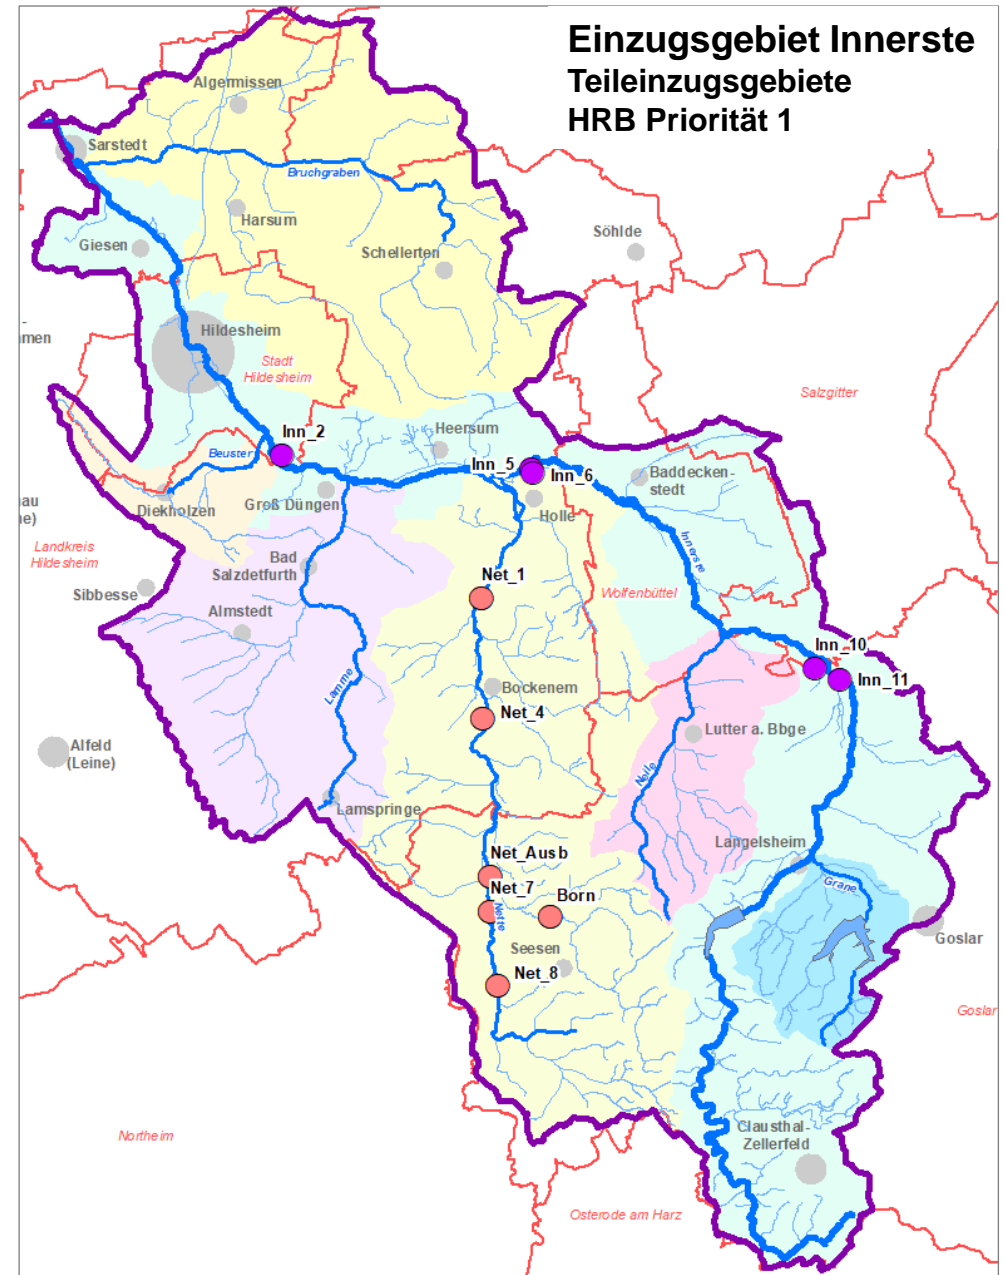 Einzugsgebiet Innerste
Teileinzugsgebiete
HRB Priorität 1
Algermissen
Sarstedt
Bruchgraben
Harsum
Giesen
Schellerten
Söhlde
Hildesheim
Stadt
Hildesheim
Salzgitter
Inn_2
Heersum
Beuster
Inn_5
Inn_6
Baddecken-
stedt
Diekholzen
Groß Düngen
Holle
Innerste
Landkreis
Hildesheim
Bad
Salzdetfurth
Sibbesse
Almstedt
Net_1
Wolfenbüttel
Inn_10
Inn_11
Lamme
Bockenem
Net_4
Lutter a. Bbge
Alfeld
(Leine)
Neile
Lamspringe
Langelsheim
Net_Ausb
Grane
Net_7
Born
Nette
Goslar
Seesen
Net_8
Goslar
Clausthal-
Zellerfeld
Northeim
Osterode am Harz
-
men
au
ne)